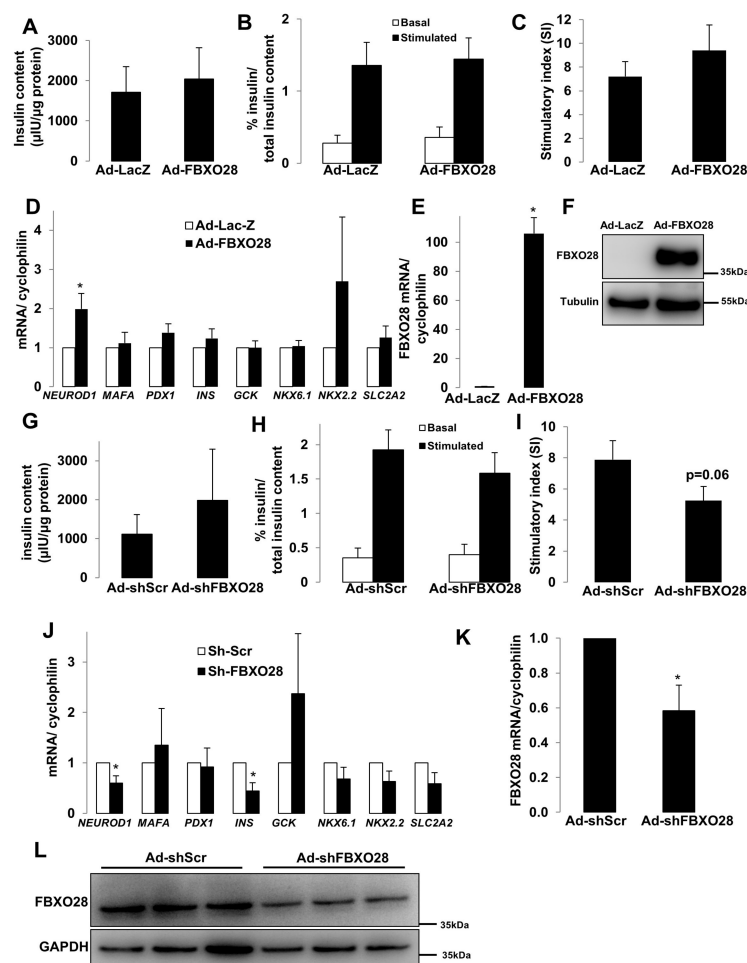 A
Insulin content
(µIU/µg protein)
3000
2000
1000
0
Ad-LacZ Ad-FBXO28
B
Basal
Stimulated
% insulin/
total insulin content
2
1
0
Ad-LacZ Ad-FBXO28
C
Stimulatory index (SI)
12
10
8
6
4
2
0
Ad-LacZ Ad-FBXO28
D
Ad-Lac-Z
Ad-FBXO28
mRNA/ cyclophilin
4
3
2
1
0
*
NEUROD1 MAFA PDX1 INS GCK NKX6.1 NKX2.2 SLC2A2
E
FBXO28 mRNA/
cyclophilin
100
80
60
40
20
0
*
Ad-LacZ
Ad-FBXO28
F
Ad-LacZ Ad-FBXO28
FBXO28
35kDa
Tubulin
55kDa
G
insulin content
(µIU/µg protein)
3000
2000
1000
0
Ad-shScr Ad-shFBXO28
H
Basal
Stimulated
% insulin/
total insulin content
2
1.5
1
0.5
0
Ad-shScr Ad-shFBXO28
I
Stimulatory index (SI)
10
8
6
4
2
0
p=0.06
Ad-shScr Ad-shFBXO28
J
Sh-Scr
Sh-FBXO28
mRNA/ cyclophilin
3
2
1
0
* *
NEUROD1 MAFA PDX1 INS GCK NKX6.1 NKX2.2 SLC2A2
K
FBXO28 mRNA/cyclophilin
1.0
0.8
0.6
0.4
0.2
0.0
*
Ad-shScr Ad-shFBXO28
L
Ad-shScr Ad-shFBXO28
FBXO28
35kDa
GAPDH
35kDa